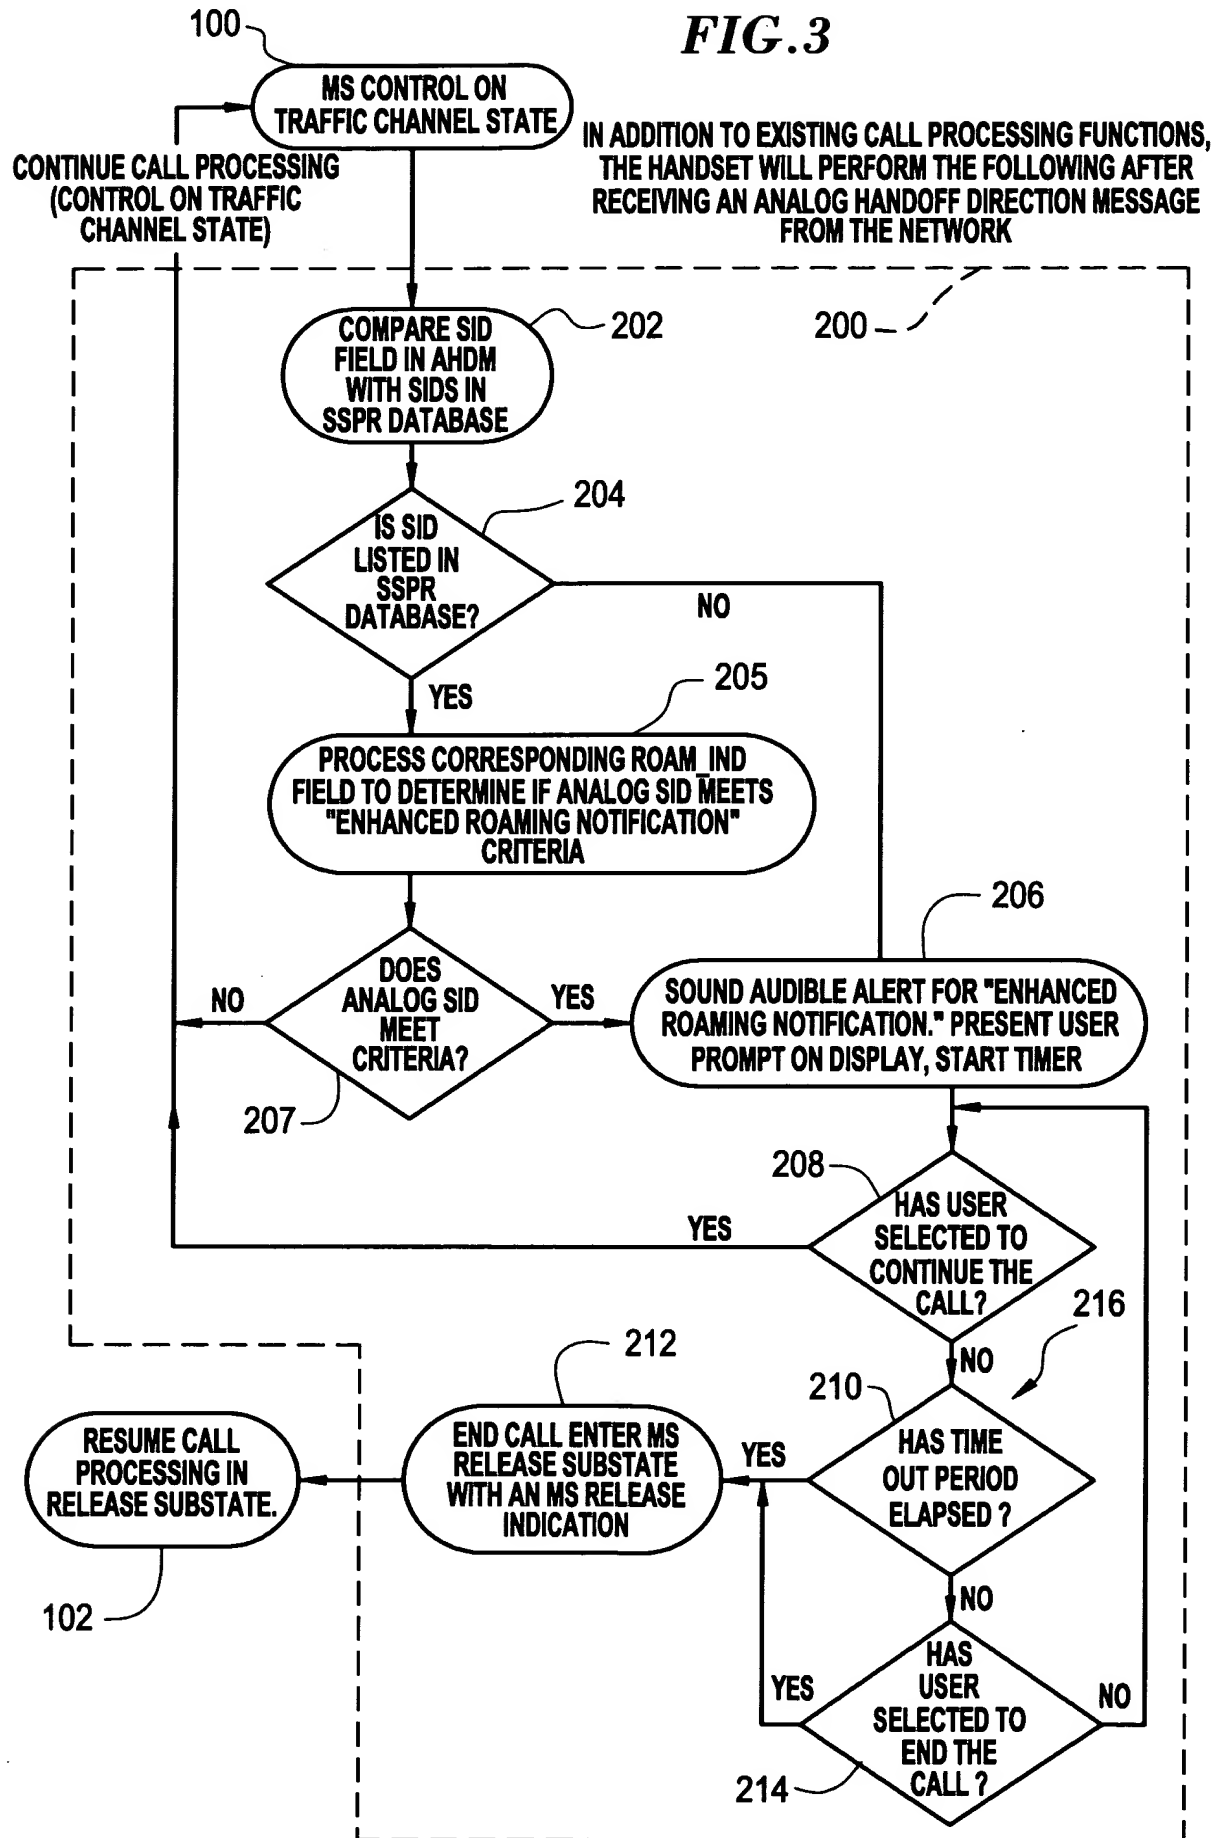 FIG.3
100
MS CONTROL ON
TRAFFIC CHANNEL STATE
CONTINUE CALL PROCESSING
(CONTROL ON TRAFFIC
CHANNEL STATE)
IN ADDITION TO EXISTING CALL PROCESSING FUNCTIONS,
THE HANDSET WILL PERFORM THE FOLLOWING AFTER
RECEIVING AN ANALOG HANDOFF DIRECTION MESSAGE
FROM THE NETWORK
200
202
COMPARE SID
FIELD IN AHDM
WITH SIDS IN
SSPR DATABASE
204
IS SID
LISTED IN
SSPR
DATABASE?
NO
YES
205
PROCESS CORRESPONDING ROAM_IND
FIELD TO DETERMINE IF ANALOG SID MEETS
"ENHANCED ROAMING NOTIFICATION"
CRITERIA
206
DOES
ANALOG SID
MEET
CRITERIA?
NO
YES
207
SOUND AUDIBLE ALERT FOR "ENHANCED
ROAMING NOTIFICATION." PRESENT USER
PROMPT ON DISPLAY, START TIMER
208
HAS USER
SELECTED TO
CONTINUE THE
CALL?
YES
NO
216
210
HAS TIME
OUT PERIOD
ELAPSED ?
YES
NO
212
END CALL ENTER MS
RELEASE SUBSTATE
WITH AN MS RELEASE
INDICATION
RESUME CALL
PROCESSING IN
RELEASE SUBSTATE.
102
HAS
USER
SELECTED TO
END THE
CALL ?
YES
NO
214